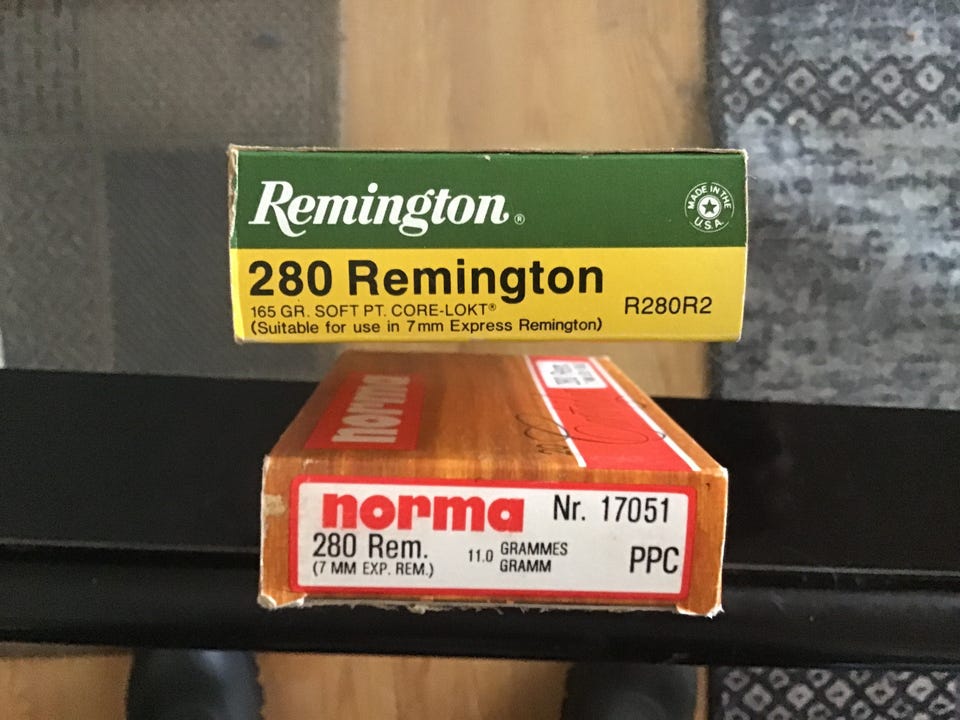 Remington®
MADE IN THE
U.S.A.
280 Remington
165 GR. SOFT PT. CORE-LOKT®
(Suitable for use in 7mm Express Remington)
R280R2
norma
norma
Nr. 17051
280 Rem.
(7 MM EXP. REM.)
11.0
GRAMMES
GRAMM
PPC